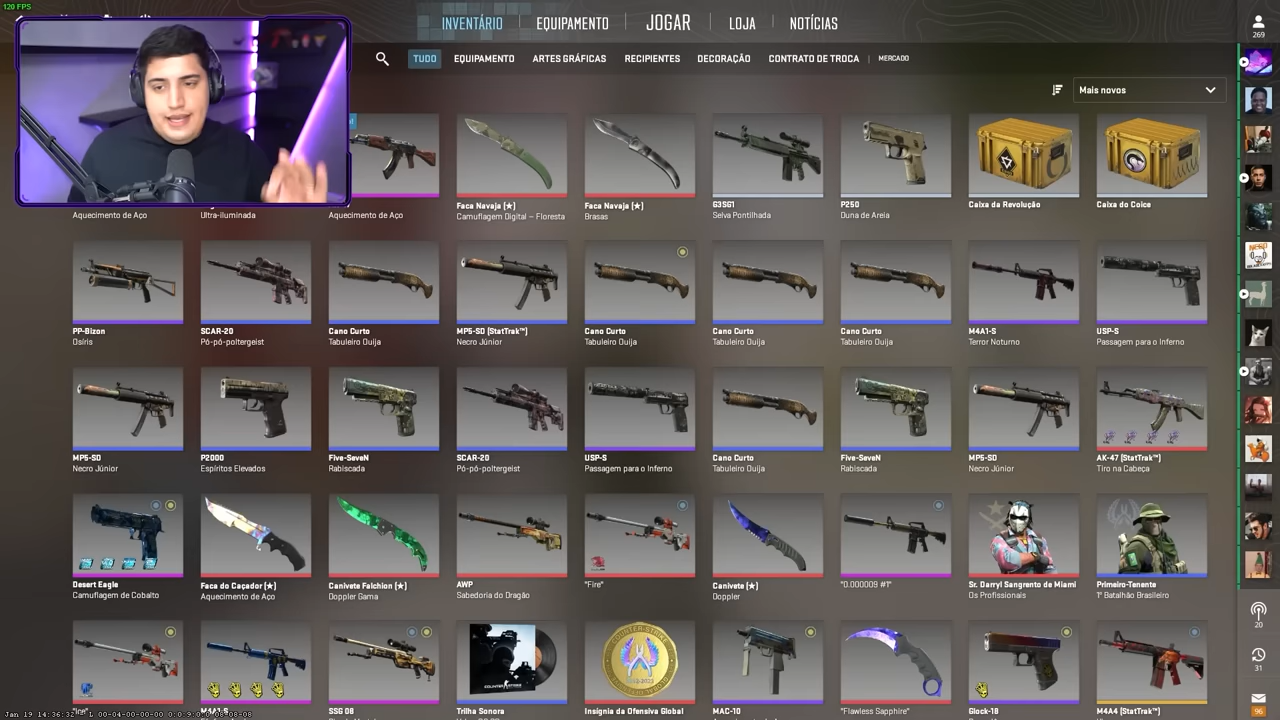 120 FPS
INVENTÁRIO
EQUIPAMENTO
JOGAR
LOJA
NOTÍCIAS
269
TUDO
EQUIPAMENTO
ARTES GRÁFICAS
RECIPIENTES
DECORAÇÃO
CONTRATO DE TROCA
MERCADO
Mais novos
Aquecimento de Aço
Ultra-iluminada
Aquecimento de Aço
Faca Navaja (★)
Camuflagem Digital – Floresta
Faca Navaja (★)
Brasas
G3SG1
Selva Pontilhada
P250
Duna de Areia
Caixa da Revolução
Caixa do Coice
PP-Bizon
Osíris
SCAR-20
Pó-pó-poltergeist
Cano Curto
Tabuleiro Ouija
MP5-SD (StatTrak™)
Necro Júnior
Cano Curto
Tabuleiro Ouija
Cano Curto
Tabuleiro Ouija
Cano Curto
Tabuleiro Ouija
M4A1-S
Terror Noturno
USP-S
Passagem para o Inferno
MP5-SD
Necro Júnior
P2000
Espíritos Elevados
Five-SeveN
Rabiscada
SCAR-20
Pó-pó-poltergeist
USP-S
Passagem para o Inferno
Cano Curto
Tabuleiro Ouija
Five-SeveN
Rabiscada
MP5-SD
Necro Júnior
AK-47 (StatTrak™)
Tiro na Cabeça
Desert Eagle
Camuflagem de Cobalto
Faca do Caçador (★)
Aquecimento de Aço
Canivete Falchion (★)
Doppler Gama
AWP
Sabedoria do Dragão
"Fire"
Canivete (★)
Doppler
"0.000009 #1"
Sr. Darryl Sangrento de Miami
Os Profissionais
Primeiro-Tenente
1º Batalhão Brasileiro
M4A1-S
SSG 08
Trilha Sonora
Insígnia da Ofensiva Global
MAC-10
"Flawless Sapphire"
Glock-18
M4A4 (StatTrak™)
COUNTER-STRIKE
20
31
96